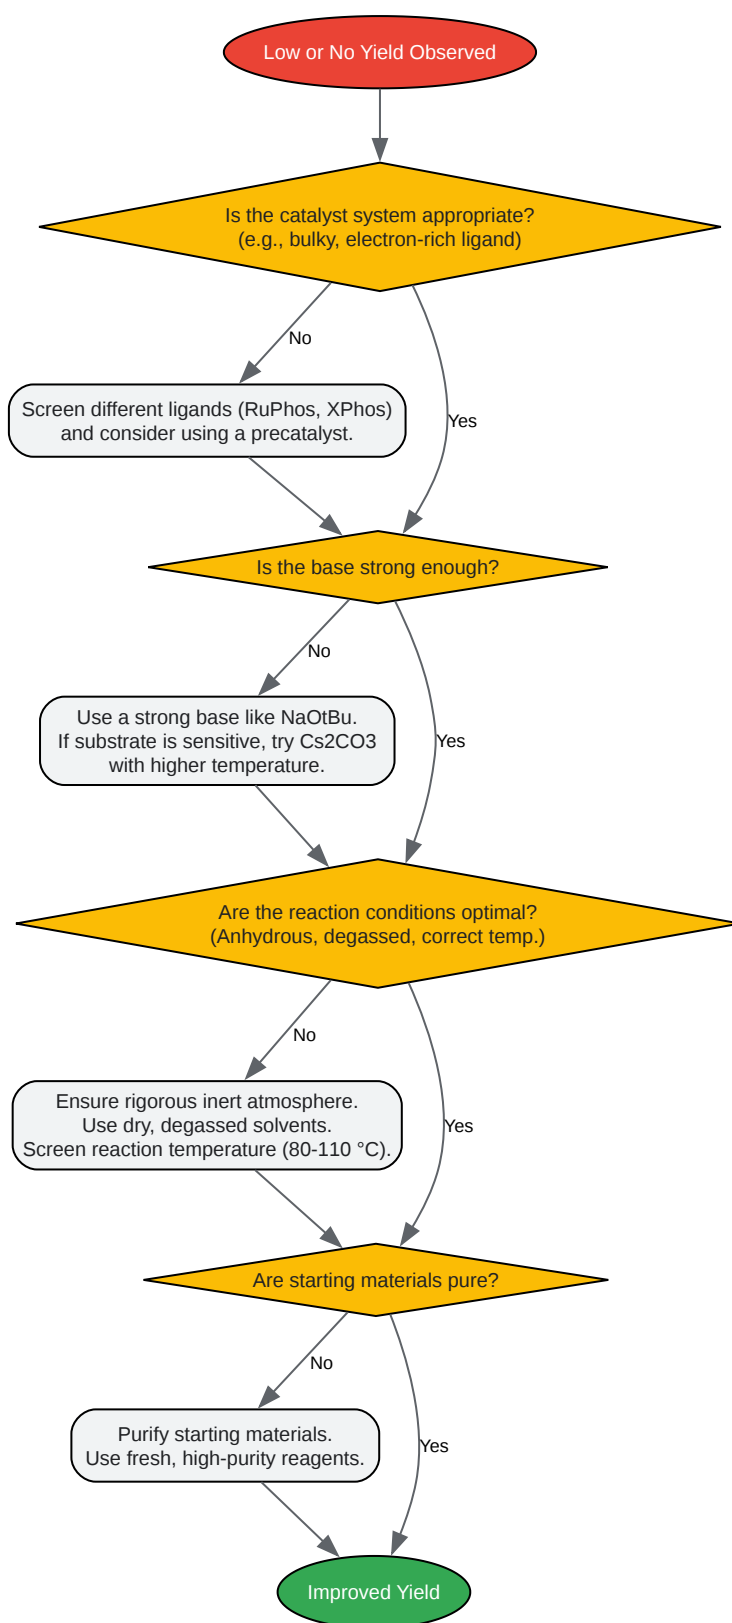 Low or No Yield Observed
Is the catalyst system appropriate?
(e.g., bulky, electron-rich ligand)
No
Screen different ligands (RuPhos, XPhos)
and consider using a precatalyst.
Yes
Is the base strong enough?
No
Use a strong base like NaOtBu.
If substrate is sensitive, try Cs2CO3
with higher temperature.
Yes
Are the reaction conditions optimal?
(Anhydrous, degassed, correct temp.)
No
Ensure rigorous inert atmosphere.
Use dry, degassed solvents.
Screen reaction temperature (80-110 °C).
Yes
Are starting materials pure?
No
Purify starting materials.
Use fresh, high-purity reagents.
Yes
Improved Yield